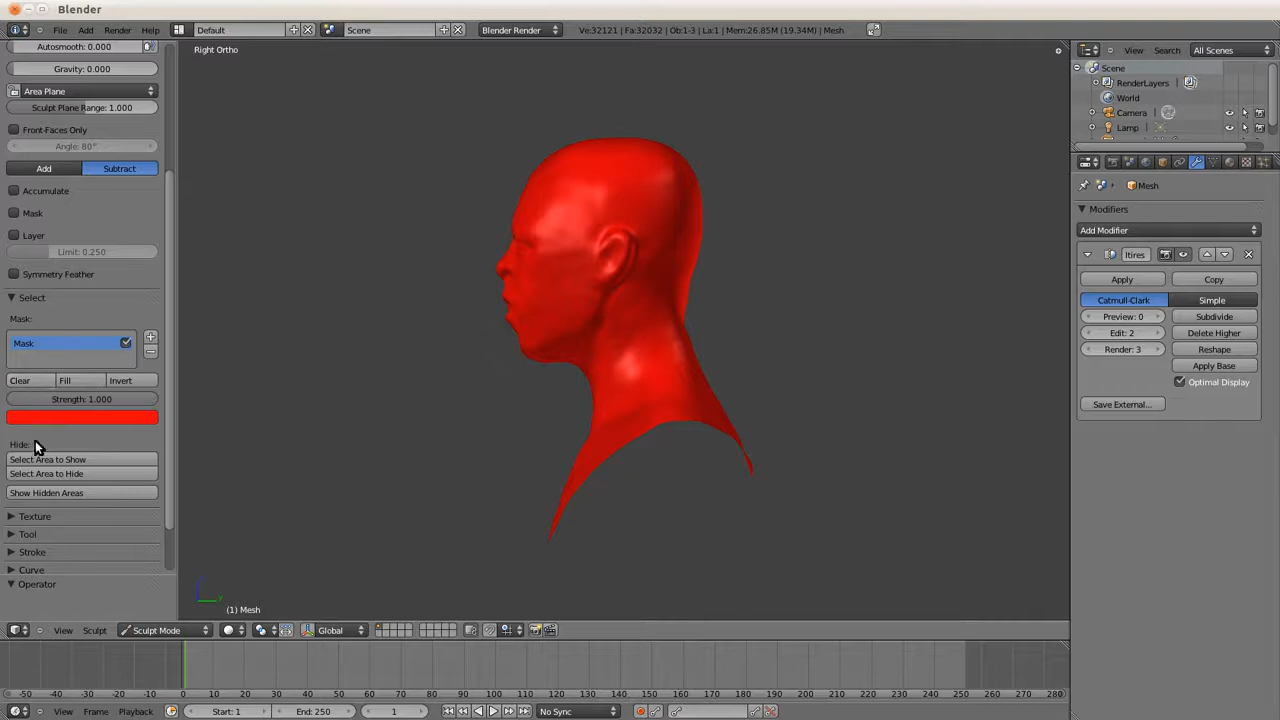 Blender
File Add Render Help Default Scene Blender Render Ve:32121 | Fa:32032 | Ob:1-3 | La:1 | Mem:26.85M (19.34M) | Mesh
Autosmooth: 0.000
Gravity: 0.000
Area Plane
Sculpt Plane Range: 1.000
Front-Faces Only
Angle: 80°
Add Subtract
Accumulate
Mask
Layer
Limit: 0.250
Symmetry Feather
Select
Mask:
Mask
Clear Fill Invert
Strength: 1.000
Hide:
Select Area to Show
Select Area to Hide
Show Hidden Areas
Texture
Tool
Stroke
Curve
Operator
Right Ortho
(1) Mesh
View Search All Scenes
Scene
RenderLayers
World
Camera
Lamp
Mesh
Modifiers
Add Modifier
ltires
Apply Copy
Catmull-Clark Simple
Preview: 0 Subdivide
Edit: 2 Delete Higher
Render: 3 Reshape
Apply Base
Optimal Display
Save External...
View Sculpt Sculpt Mode Global
-50 -40 -30 -20 -10 0 10 20 30 40 50 60 70 80 90 100 110 120 130 140 150 160 170 180 190 200 210 220 230 240 250 260 270 280
View Frame Playback Start: 1 End: 250 1 No Sync